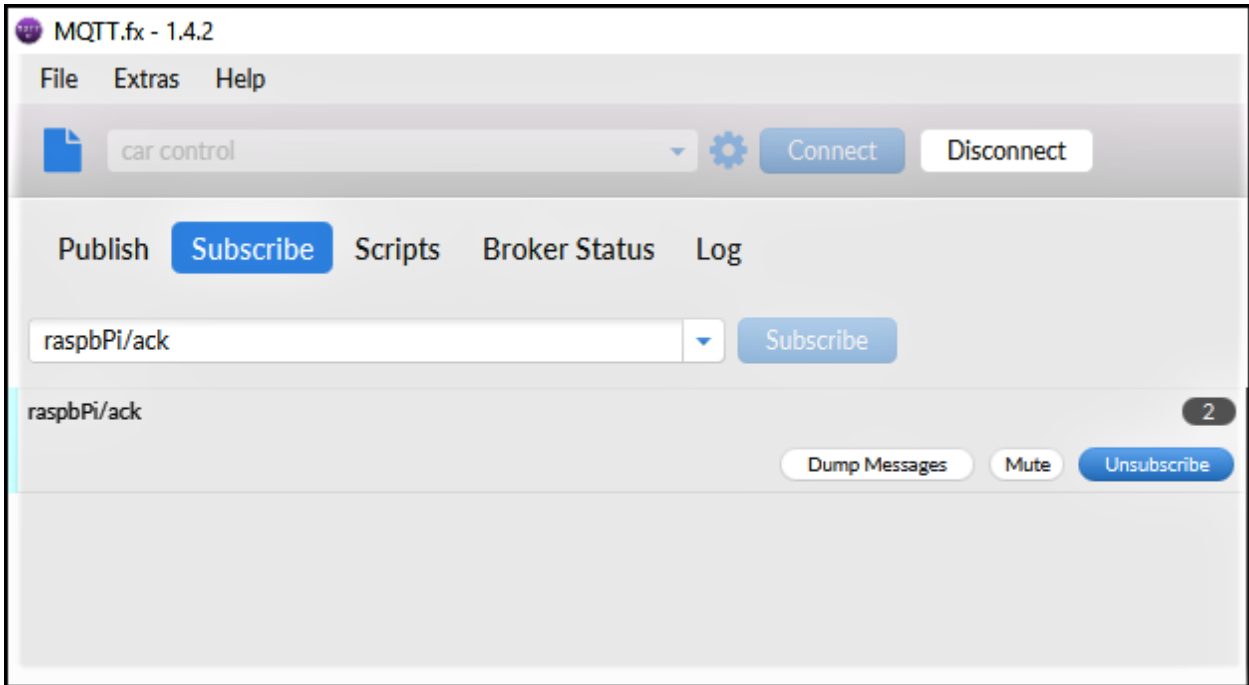 MQTT.fx - 1.4.2
File Extras Help
car control Connect Disconnect
Publish Subscribe Scripts Broker Status Log
raspbPi/ack Subscribe
raspbPi/ack 2
Dump Messages Mute Unsubscribe